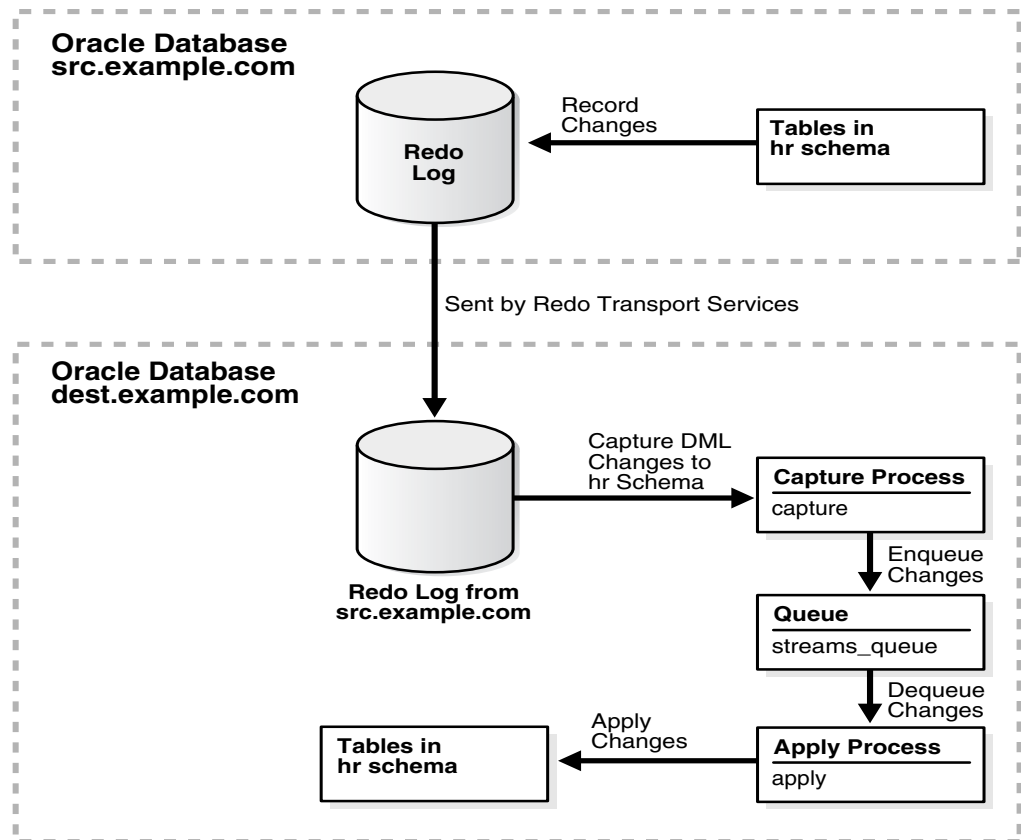 Oracle Database
src.example.com
Redo
Log
Record
Changes
Tables in
hr schema
Sent by Redo Transport Services
Oracle Database
dest.example.com
Redo Log from
src.example.com
Capture DML
Changes to
hr Schema
Capture Process
capture
Enqueue
Changes
Queue
streams_queue
Dequeue
Changes
Apply Process
apply
Apply
Changes
Tables in
hr schema